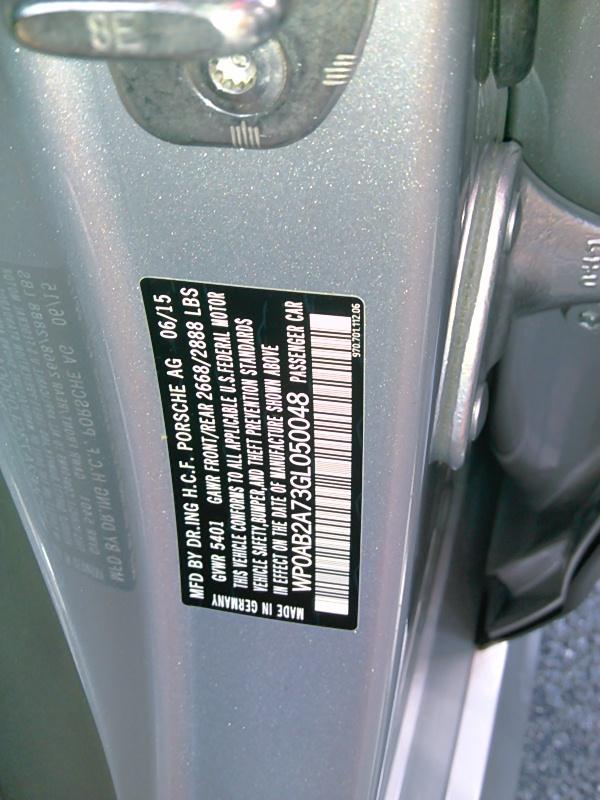 8E
MFD BY DR.ING H.C.F. PORSCHE AG 06/15
GVWR 5401 GAWR FRONT/REAR 2668/2888 LBS
THIS VEHICLE CONFORMS TO ALL APPLICABLE U.S.FEDERAL MOTOR
VEHICLE SAFETY,BUMPER,AND THEFT PREVENTION STANDARDS
IN EFFECT ON THE DATE OF MANUFACTURE SHOWN ABOVE
WP0AB2A73GL050048 PASSENGER CAR
MADE IN GERMANY
970.701.112.06